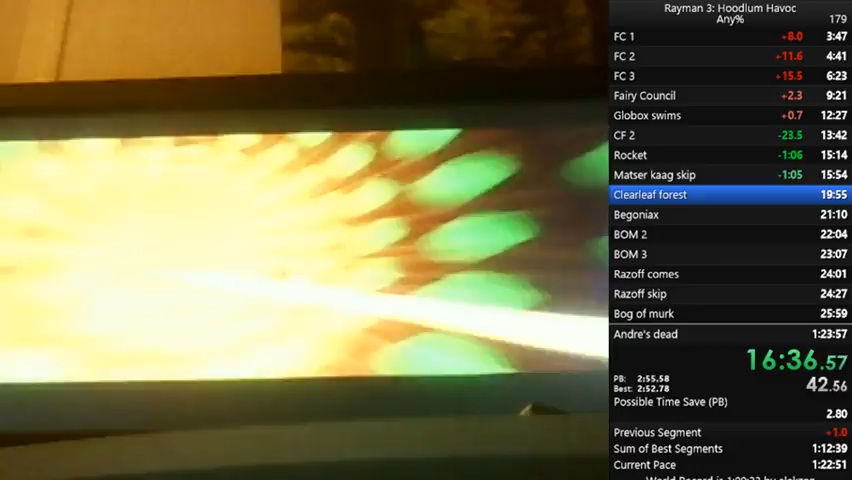 Rayman 3: Hoodlum Havoc
Any% 179
FC 1 +8.0 3:47
FC 2 +11.6 4:41
FC 3 +15.5 6:23
Fairy Council +2.3 9:21
Globox swims +0.7 12:27
CF 2 -23.5 13:42
Rocket -1:06 15:14
Matser kaag skip -1:05 15:54
Clearleaf forest 19:55
Begoniax 21:10
BOM 2 22:04
BOM 3 23:07
Razoff comes 24:01
Razoff skip 24:27
Bog of murk 25:59
Andre's dead 1:23:57
16:36.57
PB: 2:55.58
Best: 2:52.78
42.56
Possible Time Save (PB)
2.80
Previous Segment +1.0
Sum of Best Segments 1:12:39
Current Pace 1:22:51
World Record is